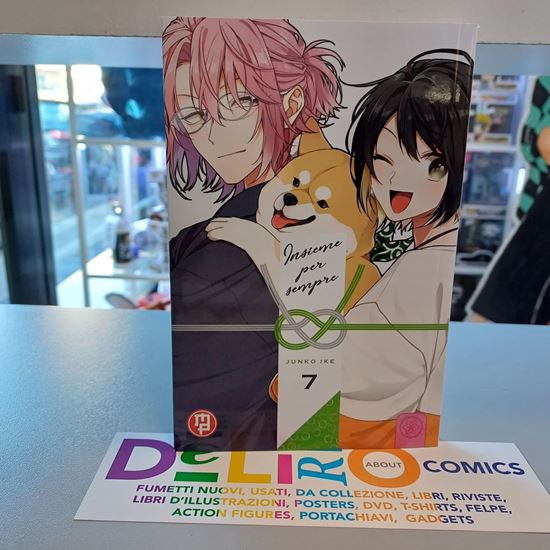 Insieme
per
sempre
JUNKO IKE
7
MP
DeLIRO ABOUT COMICS
FUMETTI NUOVI, USATI, DA COLLEZIONE, LIBRI, RIVISTE,
LIBRI D'ILLUSTRAZIONI, POSTERS, DVD, T-SHIRTS, FELPE,
ACTION FIGURES, PORTACHIAVI, GADGETS